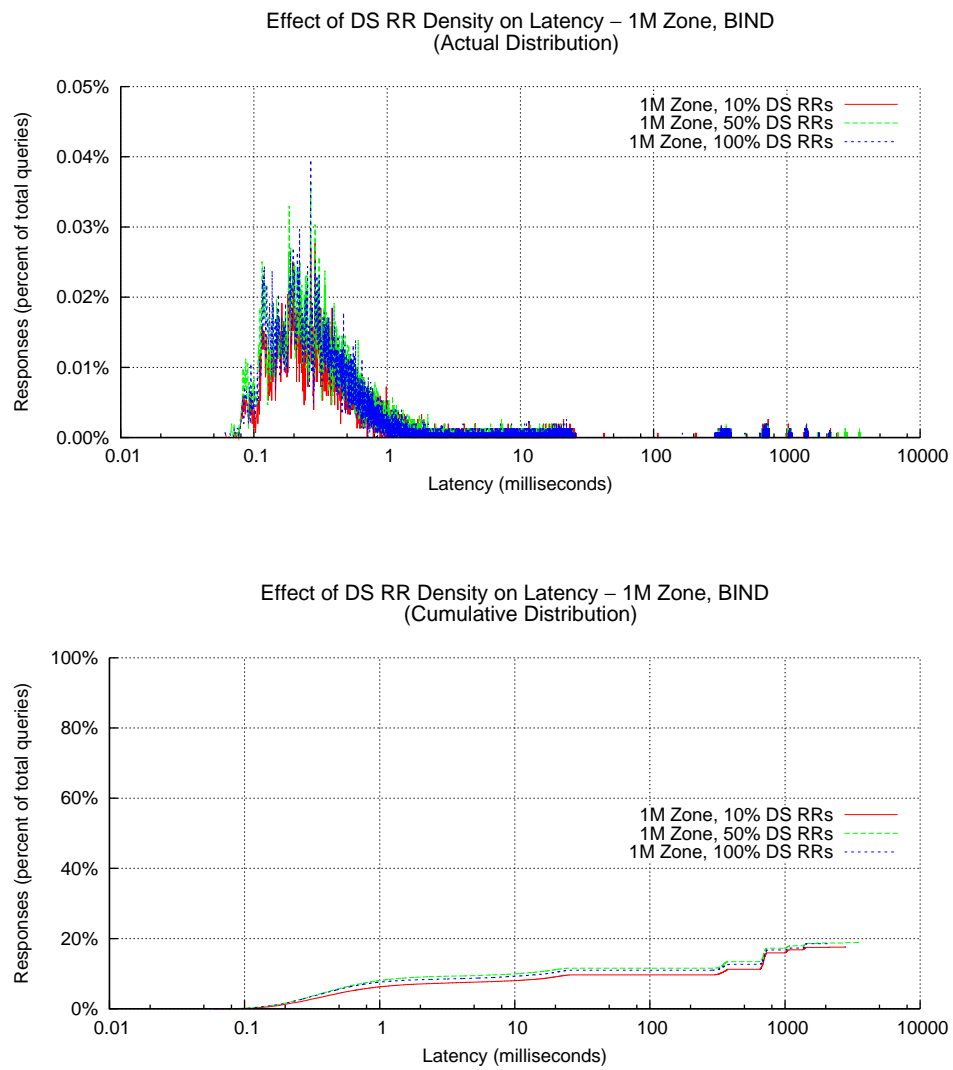 Effect of DS RR Density on Latency – 1M Zone, BIND
(Actual Distribution)
0.05%
0.04%
0.03%
0.02%
0.01%
0.00%
Responses (percent of total queries)
1M Zone, 10% DS RRs
1M Zone, 50% DS RRs
1M Zone, 100% DS RRs
0.01 0.1 1 10 100 1000 10000
Latency (milliseconds)
Effect of DS RR Density on Latency – 1M Zone, BIND
(Cumulative Distribution)
100%
80%
60%
40%
20%
0%
Responses (percent of total queries)
1M Zone, 10% DS RRs
1M Zone, 50% DS RRs
1M Zone, 100% DS RRs
0.01 0.1 1 10 100 1000 10000
Latency (milliseconds)